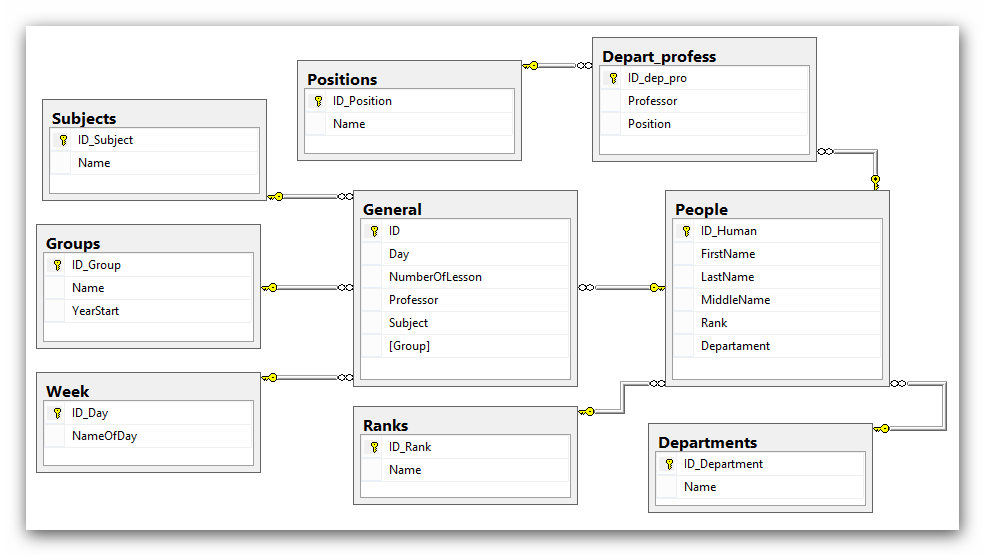 Depart_profess
ID_dep_pro
Professor
Position
Positions
ID_Position
Name
Subjects
ID_Subject
Name
General
ID
Day
NumberOfLesson
Professor
Subject
[Group]
People
ID_Human
FirstName
LastName
MiddleName
Rank
Departament
Groups
ID_Group
Name
YearStart
Week
ID_Day
NameOfDay
Ranks
ID_Rank
Name
Departments
ID_Department
Name